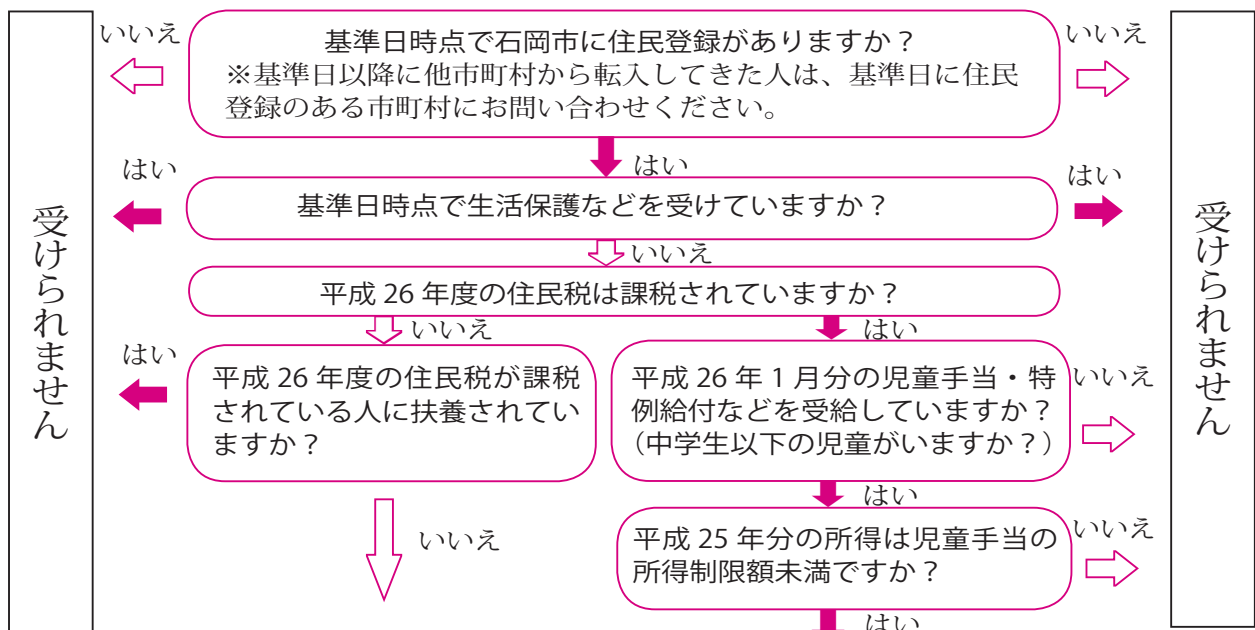 いいえ
基準日時点で石岡市に住民登録がありますか？
※基準日以降に他市町村から転入してきた人は、基準日に住民
登録のある市町村にお問い合わせください。
いいえ
はい
はい
基準日時点で生活保護などを受けていますか？
はい
いいえ
平成 26 年度の住民税は課税されていますか？
いいえ
はい
はい
平成 26 年度の住民税が課税
されている人に扶養されてい
ますか？
平成 26 年 1 月分の児童手当・特
例給付などを受給していますか？
（中学生以下の児童がいますか？）
いいえ
はい
いいえ
平成 25 年分の所得は児童手当の
所得制限額未満ですか？
いいえ
はい
受けられません
受けられません